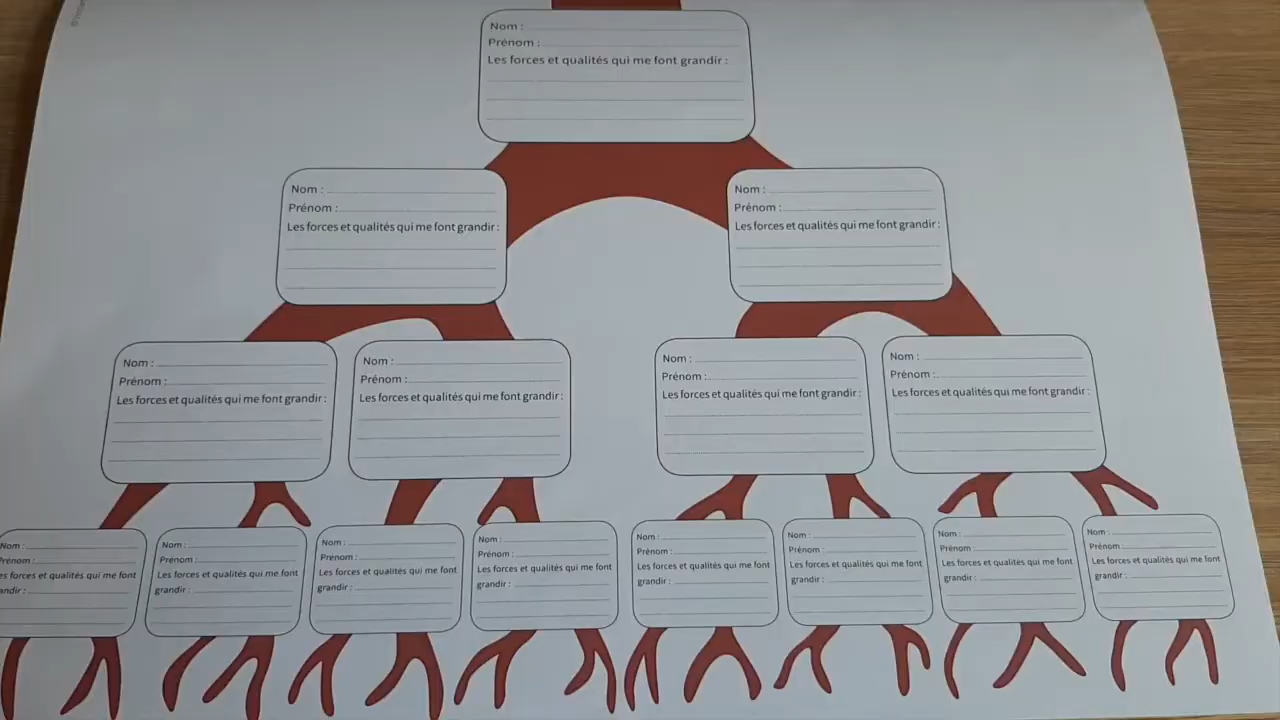 Nom :
Prénom :
Les forces et qualités qui me font grandir :
Nom :
Prénom :
Les forces et qualités qui me font grandir :
Nom :
Prénom :
Les forces et qualités qui me font grandir :
Nom :
Prénom :
Les forces et qualités qui me font grandir :
Nom :
Prénom :
Les forces et qualités qui me font grandir :
Nom :
Prénom :
Les forces et qualités qui me font grandir :
Nom :
Prénom :
Les forces et qualités qui me font grandir :
Nom :
Prénom :
es forces et qualités qui me font
andir :
Nom :
Prénom :
Les forces et qualités qui me font
grandir :
Nom :
Prénom :
Les forces et qualités qui me font
grandir :
Nom :
Prénom :
Les forces et qualités qui me font
grandir :
Nom :
Prénom :
Les forces et qualités qui me font
grandir :
Nom :
Prénom :
Les forces et qualités qui me font
grandir :
Nom :
Prénom
Les forces et qualités qui me font
grandir :
Nom :
Prénom :
Les forces et qualités qui me font
grandir :